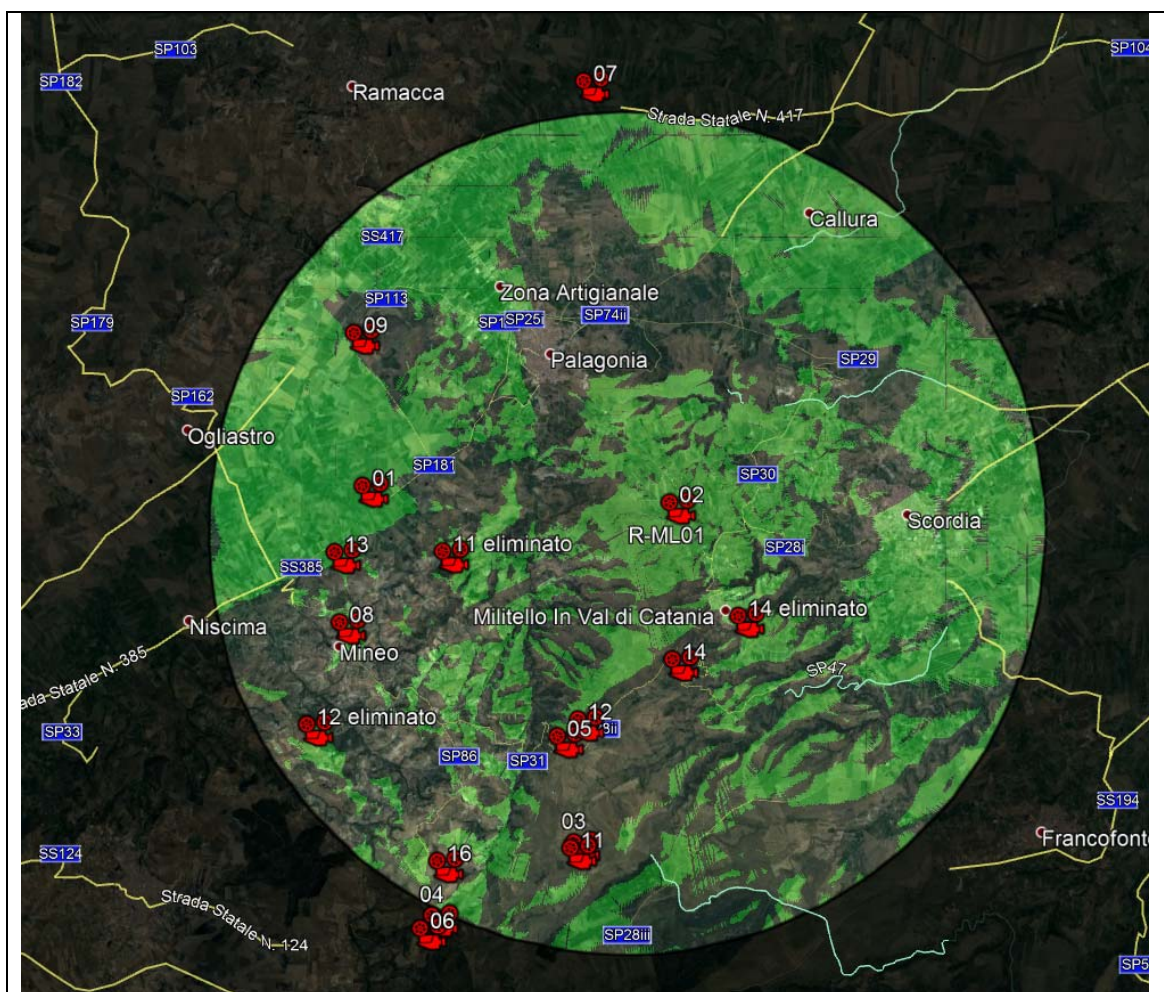 SP103
SP104
SP182
Ramacca
07
Strada Statale N. 417
Callura
SS417
Zona Artigianale
SP113
SP25
SP74ii
SP179
09
Palagonia
SP29
SP162
Ogliastro
SP181
01
SP30
02
R-ML01
Scordia
13
11 eliminato
SP28i
SS385
Niscima
08
Militello In Val di Catania
14 eliminato
Mineo
14
SP47
Strada Statale N. 385
12 eliminato
12
SP33
05
SP86
SP31
SS194
03
11
Francofonte
SS124
16
04
Strada Statale N. 124
06
SP28iii